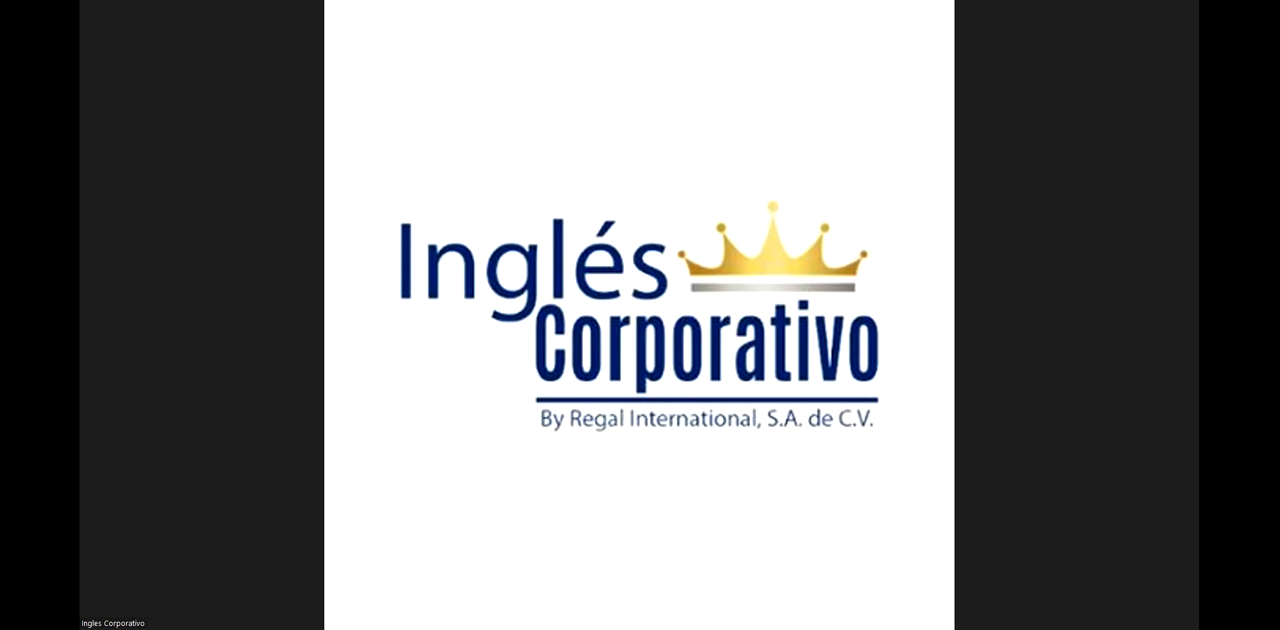 Inglés
Corporativo
By Regal International, S.A. de C.V.
Ingles Corporativo